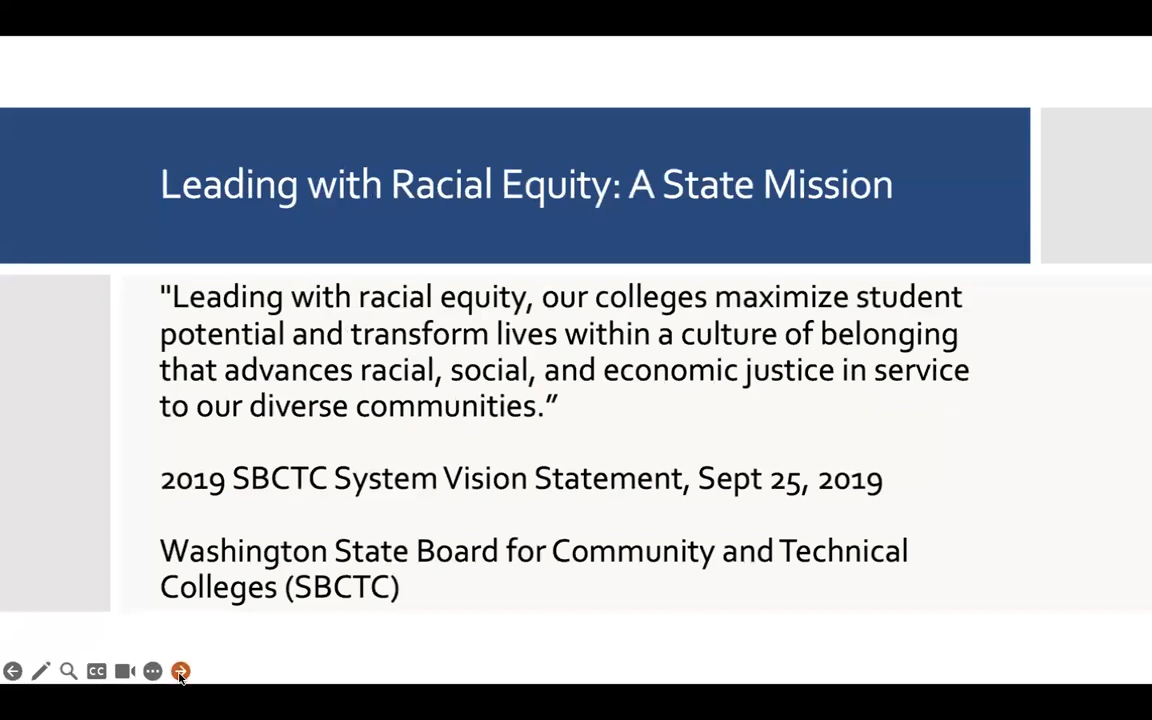 Leading with Racial Equity: A State Mission
"Leading with racial equity, our colleges maximize student
potential and transform lives within a culture of belonging
that advances racial, social, and economic justice in service
to our diverse communities.”
2019 SBCTC System Vision Statement, Sept 25, 2019
Washington State Board for Community and Technical
Colleges (SBCTC)
CC